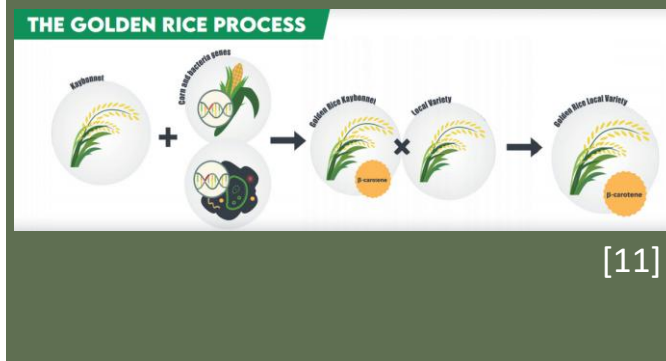 THE GOLDEN RICE PROCESS
Kaybonnet
+
Corn and bacteria genes
Golden Rice Kaybonnet
β-carotene
×
Local Variety
Golden Rice Local Variety
β-carotene
[11]